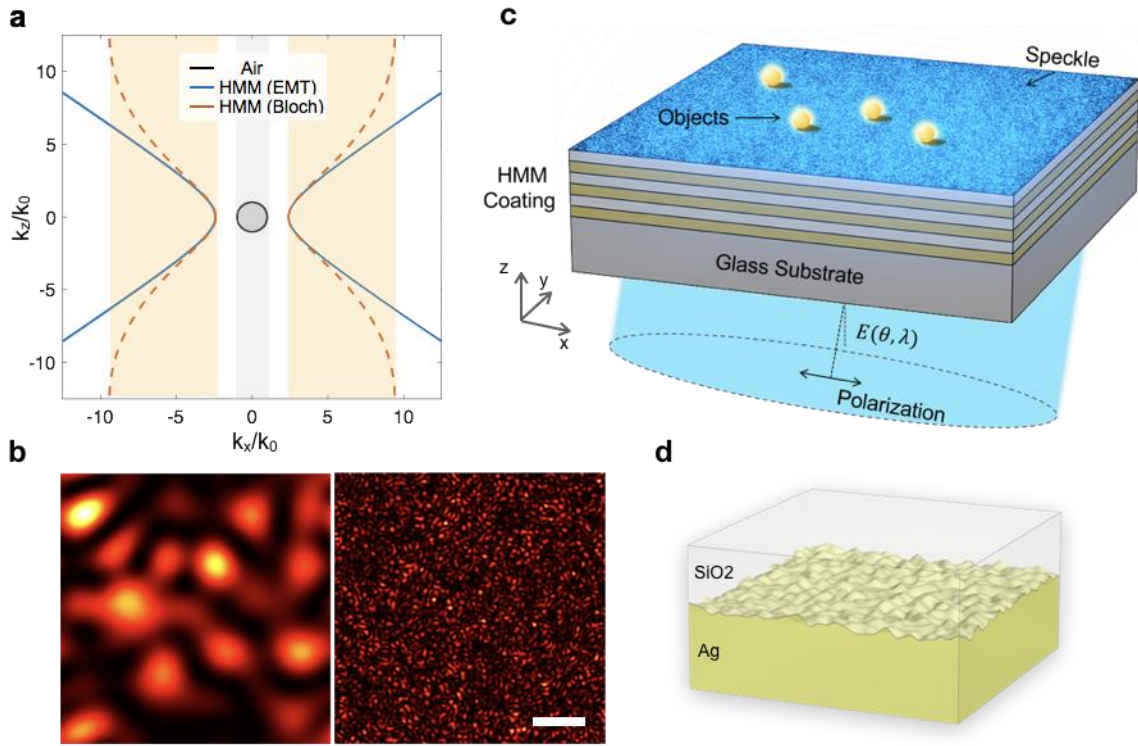 a
10
5
0
-5
-10
k_z/k_0
-10
-5
0
5
10
k_x/k_0
Air
HMM (EMT)
HMM (Bloch)
c
Speckle
Objects
HMM
Coating
Glass Substrate
z
y
x
E(θ, λ)
Polarization
b
d
SiO2
Ag